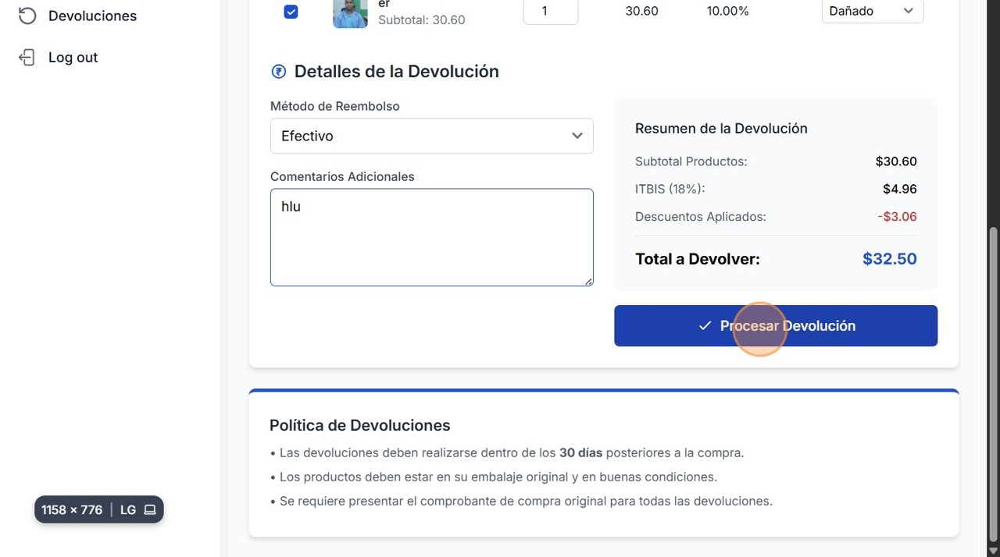 Devoluciones
Log out
er
Subtotal: 30.60
1
30.60
10.00%
Dañado
Detalles de la Devolución
Método de Reembolso
Efectivo
Comentarios Adicionales
hlu
Resumen de la Devolución
Subtotal Productos: $30.60
ITBIS (18%): $4.96
Descuentos Aplicados: -$3.06
Total a Devolver: $32.50
Procesar Devolución
Política de Devoluciones
• Las devoluciones deben realizarse dentro de los 30 días posteriores a la compra.
• Los productos deben estar en su embalaje original y en buenas condiciones.
• Se requiere presentar el comprobante de compra original para todas las devoluciones.
1158 × 776 | LG